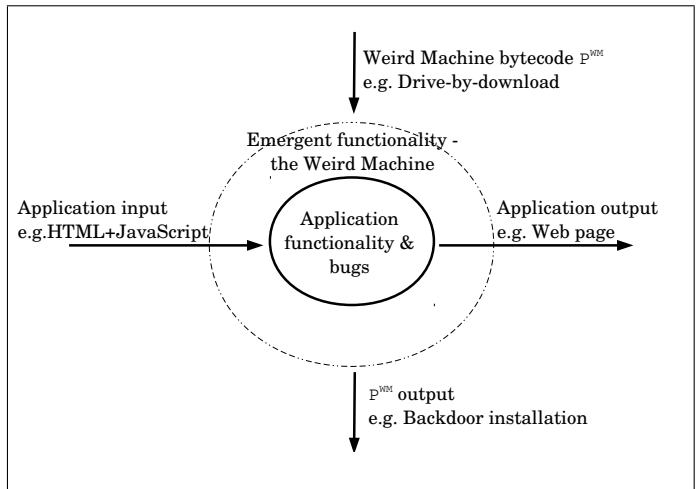 Weird Machine bytecode P^WM
e.g. Drive-by-download
Emergent functionality -
the Weird Machine
Application input
e.g.HTML+JavaScript
Application
functionality &
bugs
Application output
e.g. Web page
P^WM output
e.g. Backdoor installation